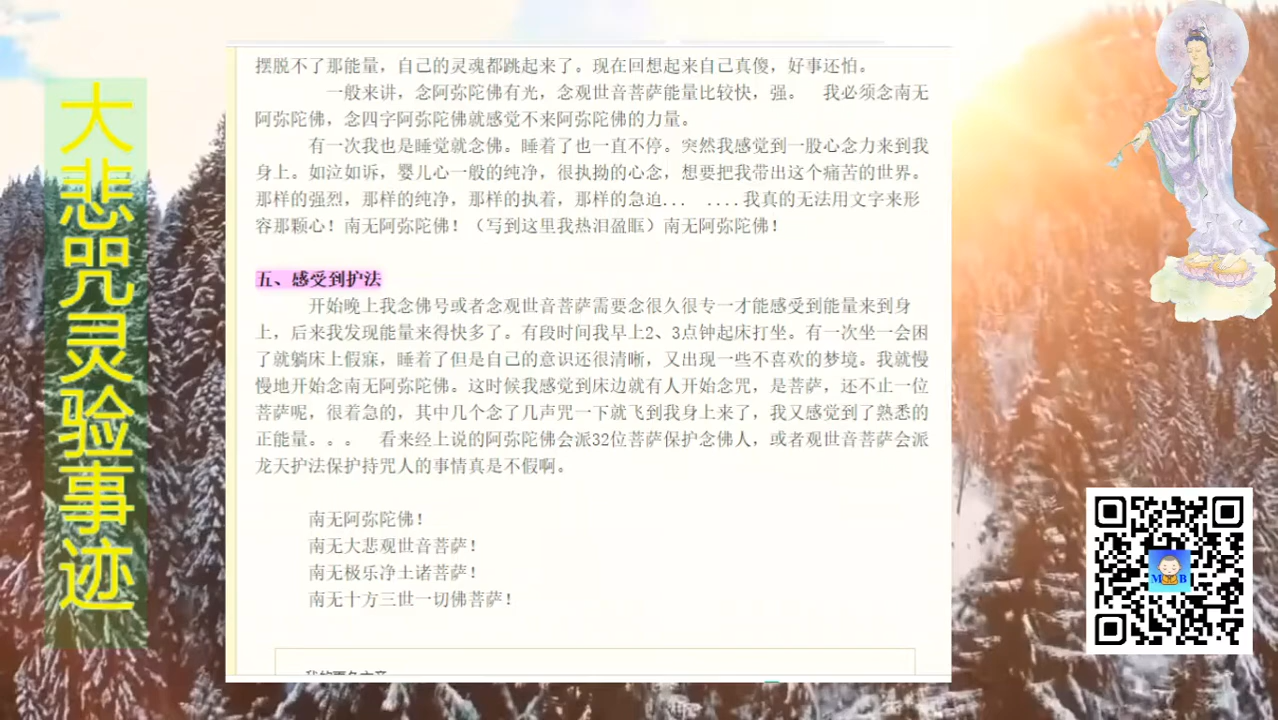 大悲咒灵验事迹
摆脱不了那能量，自己的灵魂都跳起来了。现在回想起来自己真傻，好事还怕。
一般来讲，念阿弥陀佛有光，念观世音菩萨能量比较快，强。 我必须念南无
阿弥陀佛，念四字阿弥陀佛就感觉不来阿弥陀佛的力量。
有一次我也是睡觉就念佛。睡着了也一直不停。突然我感觉到一股心念力来到我
身上。如泣如诉，婴儿心一般的纯净，很执拗的心念，想要把我带出这个痛苦的世界。
那样的强烈，那样的纯净，那样的执着，那样的急迫... ....我真的无法用文字来形
容那颗心！南无阿弥陀佛！（写到这里我热泪盈眶）南无阿弥陀佛！
五、感受到护法
开始晚上我念佛号或者念观世音菩萨需要念很久很专一才能感受到能量来到身
上，后来我发现能量来得快多了。有段时间我早上2、3点钟起床打坐。有一次坐一会困
了就躺床上假寐，睡着了但是自己的意识还很清晰，又出现一些不喜欢的梦境。我就慢
慢地开始念南无阿弥陀佛。这时候我感觉到床边就有人开始念咒，是菩萨，还不止一位
菩萨呢，很着急的，其中几个念了几声咒一下就飞到我身上来了，我又感觉到了熟悉的
正能量。。。 看来经上说的阿弥陀佛会派32位菩萨保护念佛人，或者观世音菩萨会派
龙天护法保护持咒人的事情真是不假啊。
南无阿弥陀佛！
南无大悲观世音菩萨！
南无极乐净土诸菩萨！
南无十方三世一切佛菩萨！
M B